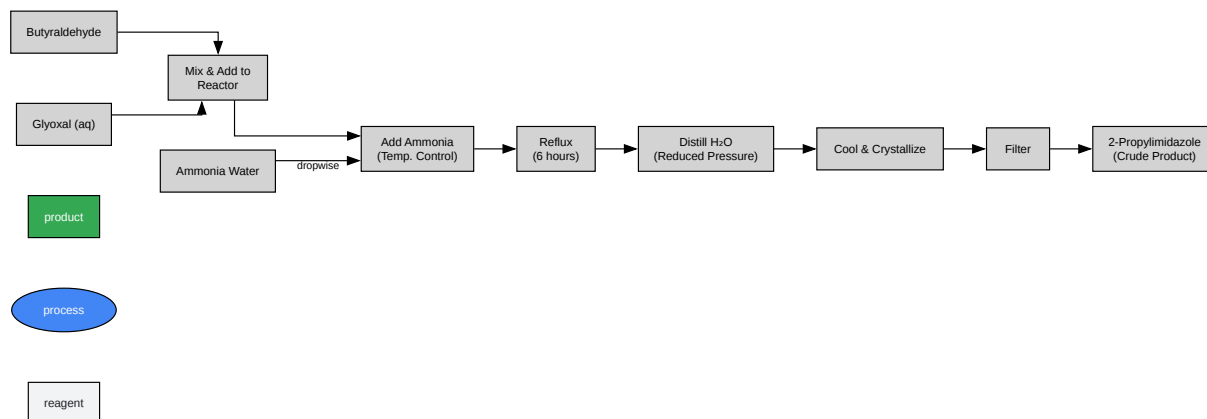 Butyraldehyde
Mix & Add to
Reactor
Glyoxal (aq)
Ammonia Water
dropwise
Add Ammonia
(Temp. Control)
Reflux
(6 hours)
Distill H₂O
(Reduced Pressure)
Cool & Crystallize
Filter
2-Propylimidazole
(Crude Product)
product
process
reagent